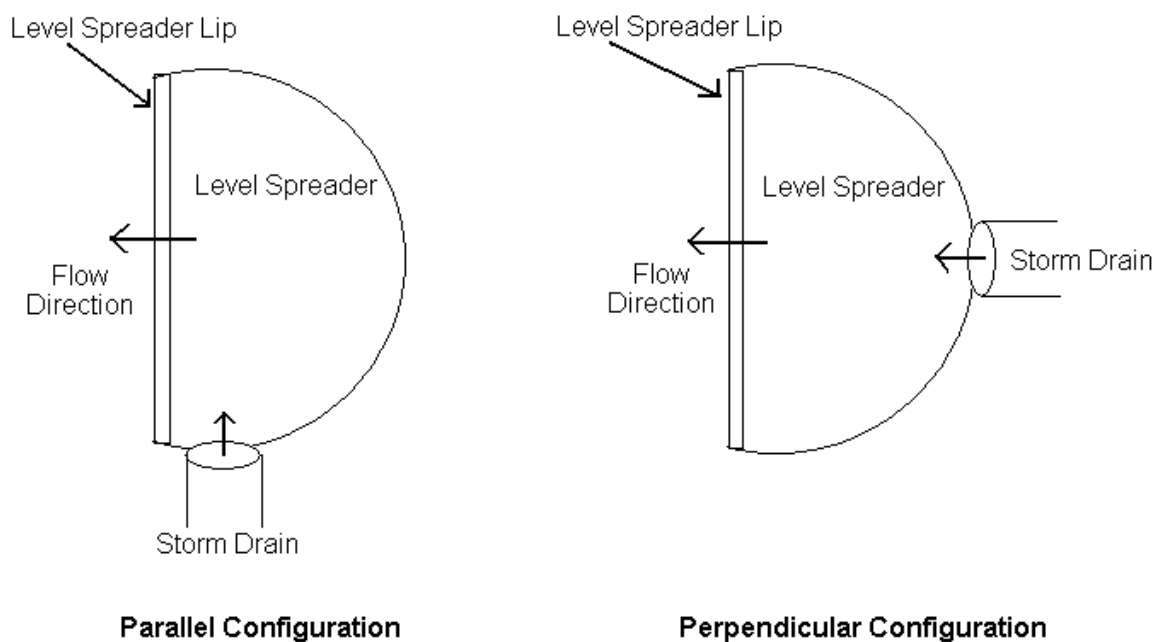 Level Spreader Lip
Level Spreader
Flow
Direction
Storm Drain
Parallel Configuration
Level Spreader Lip
Level Spreader
Flow
Direction
Storm Drain
Perpendicular Configuration